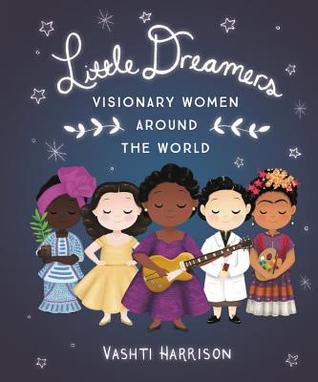 Little Dreamers
VISIONARY WOMEN
AROUND
THE WORLD
VASHTI HARRISON